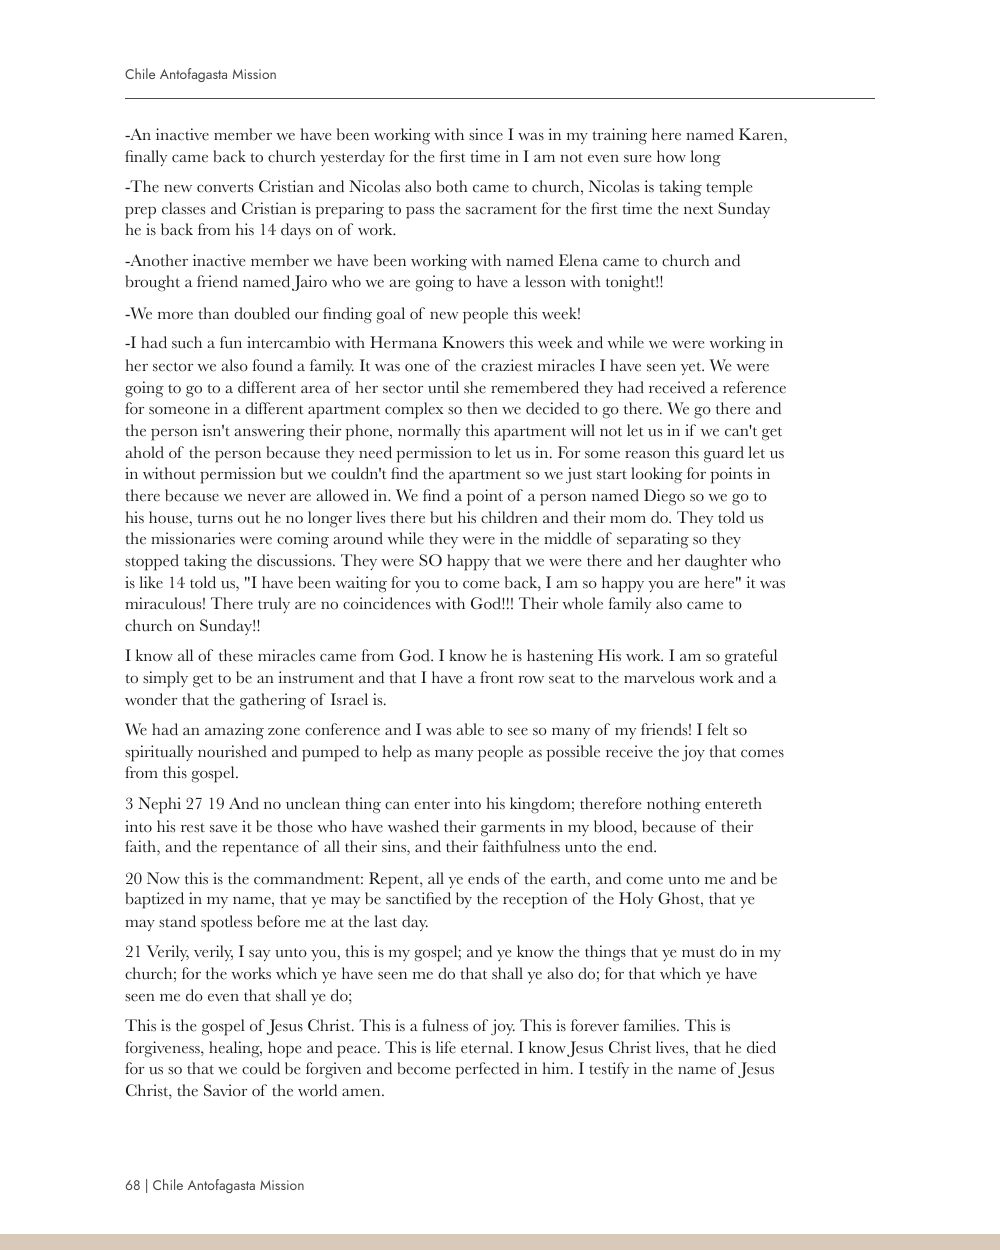 Chile Antofagasta Mission
-An inactive member we have been working with since I was in my training here named Karen,
finally came back to church yesterday for the first time in I am not even sure how long
-The new converts Cristian and Nicolas also both came to church, Nicolas is taking temple
prep classes and Cristian is preparing to pass the sacrament for the first time the next Sunday
he is back from his 14 days on of work.
-Another inactive member we have been working with named Elena came to church and
brought a friend named Jairo who we are going to have a lesson with tonight!!
-We more than doubled our finding goal of new people this week!
-I had such a fun intercambio with Hermana Knowers this week and while we were working in
her sector we also found a family. It was one of the craziest miracles I have seen yet. We were
going to go to a different area of her sector until she remembered they had received a reference
for someone in a different apartment complex so then we decided to go there. We go there and
the person isn't answering their phone, normally this apartment will not let us in if we can't get
ahold of the person because they need permission to let us in. For some reason this guard let us
in without permission but we couldn't find the apartment so we just start looking for points in
there because we never are allowed in. We find a point of a person named Diego so we go to
his house, turns out he no longer lives there but his children and their mom do. They told us
the missionaries were coming around while they were in the middle of separating so they
stopped taking the discussions. They were SO happy that we were there and her daughter who
is like 14 told us, "I have been waiting for you to come back, I am so happy you are here" it was
miraculous! There truly are no coincidences with God!!! Their whole family also came to
church on Sunday!!
I know all of these miracles came from God. I know he is hastening His work. I am so grateful
to simply get to be an instrument and that I have a front row seat to the marvelous work and a
wonder that the gathering of Israel is.
We had an amazing zone conference and I was able to see so many of my friends! I felt so
spiritually nourished and pumped to help as many people as possible receive the joy that comes
from this gospel.
3 Nephi 27 19 And no unclean thing can enter into his kingdom; therefore nothing entereth
into his rest save it be those who have washed their garments in my blood, because of their
faith, and the repentance of all their sins, and their faithfulness unto the end.
20 Now this is the commandment: Repent, all ye ends of the earth, and come unto me and be
baptized in my name, that ye may be sanctified by the reception of the Holy Ghost, that ye
may stand spotless before me at the last day.
21 Verily, verily, I say unto you, this is my gospel; and ye know the things that ye must do in my
church; for the works which ye have seen me do that shall ye also do; for that which ye have
seen me do even that shall ye do;
This is the gospel of Jesus Christ. This is a fulness of joy. This is forever families. This is
forgiveness, healing, hope and peace. This is life eternal. I know Jesus Christ lives, that he died
for us so that we could be forgiven and become perfected in him. I testify in the name of Jesus
Christ, the Savior of the world amen.
68 | Chile Antofagasta Mission